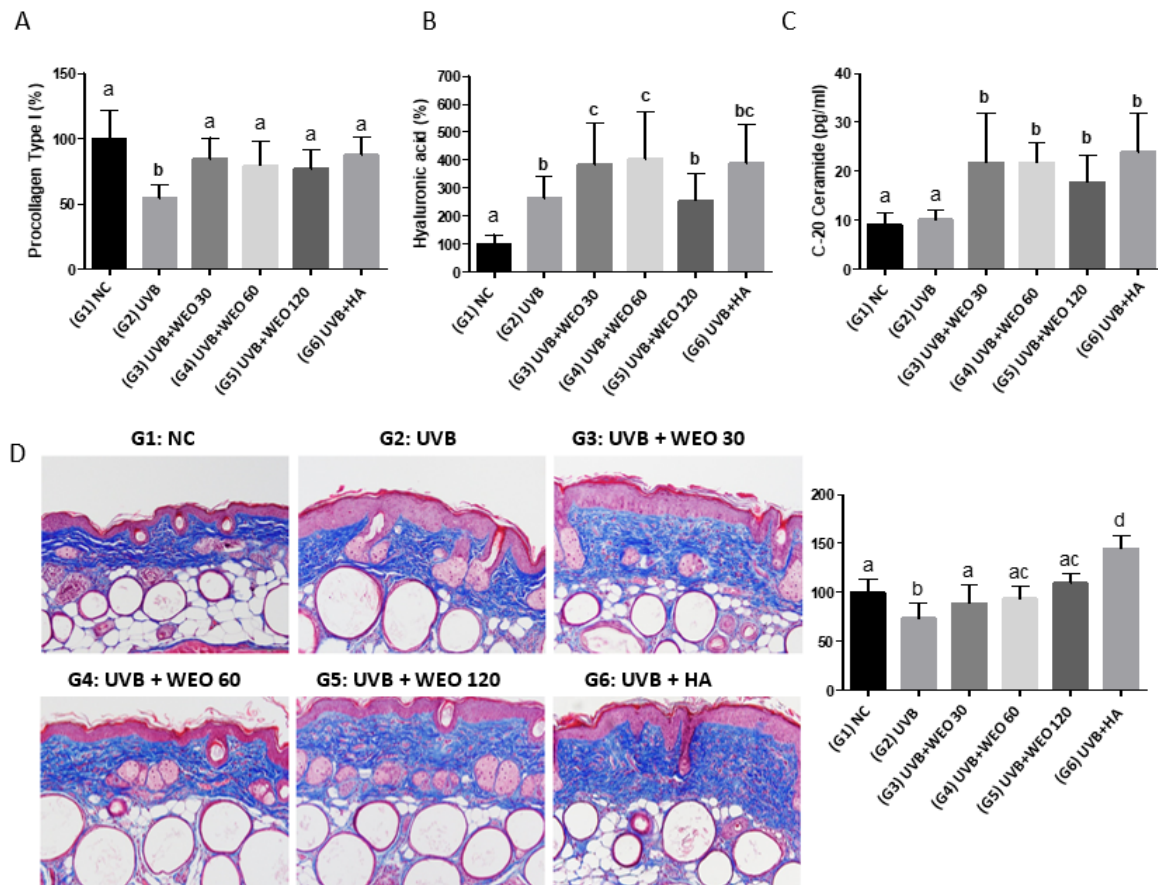 A
B
C
Procollagen Type I (%)
150
100
50
0
a
b
a
a
a
a
(G1) NC
(G2) UVB
(G3) UVB+WEO 30
(G4) UVB+WEO 60
(G5) UVB+WEO 120
(G6) UVB+HA
Hyaluronic acid (%)
700
600
500
400
300
200
100
0
a
b
c
c
b
bc
(G1) NC
(G2) UVB
(G3) UVB+WEO 30
(G4) UVB+WEO 60
(G5) UVB+WEO 120
(G6) UVB+HA
C-20 Ceramide (pg/ml)
40
30
20
10
0
a
a
b
b
b
b
(G1) NC
(G2) UVB
(G3) UVB+WEO 30
(G4) UVB+WEO 60
(G5) UVB+WEO 120
(G6) UVB+HA
D
G1: NC
G2: UVB
G3: UVB + WEO 30
G4: UVB + WEO 60
G5: UVB + WEO 120
G6: UVB + HA
200
150
100
50
0
a
b
a
ac
ac
d
(G1) NC
(G2) UVB
(G3) UVB+WEO 30
(G4) UVB+WEO 60
(G5) UVB+WEO 120
(G6) UVB+HA